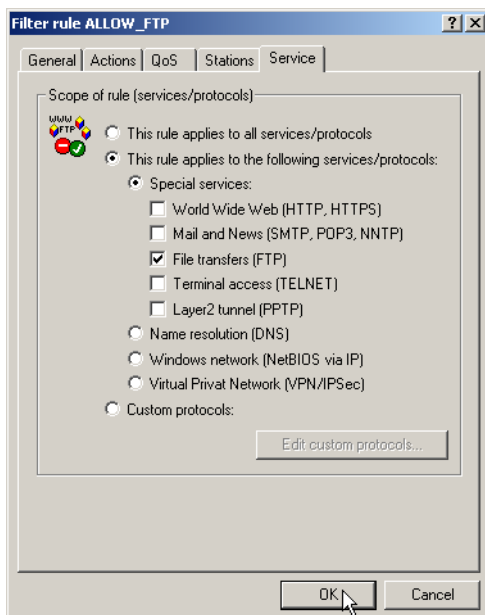 Filter rule ALLOW_FTP
General Actions QoS Stations Service
Scope of rule (services/protocols)
WWW
FTP
This rule applies to all services/protocols
This rule applies to the following services/protocols:
Special services:
World Wide Web (HTTP, HTTPS)
Mail and News (SMTP, POP3, NNTP)
File transfers (FTP)
Terminal access (TELNET)
Layer2 tunnel (PPTP)
Name resolution (DNS)
Windows network (NetBIOS via IP)
Virtual Privat Network (VPN/IPSec)
Custom protocols:
Edit custom protocols...
OK Cancel